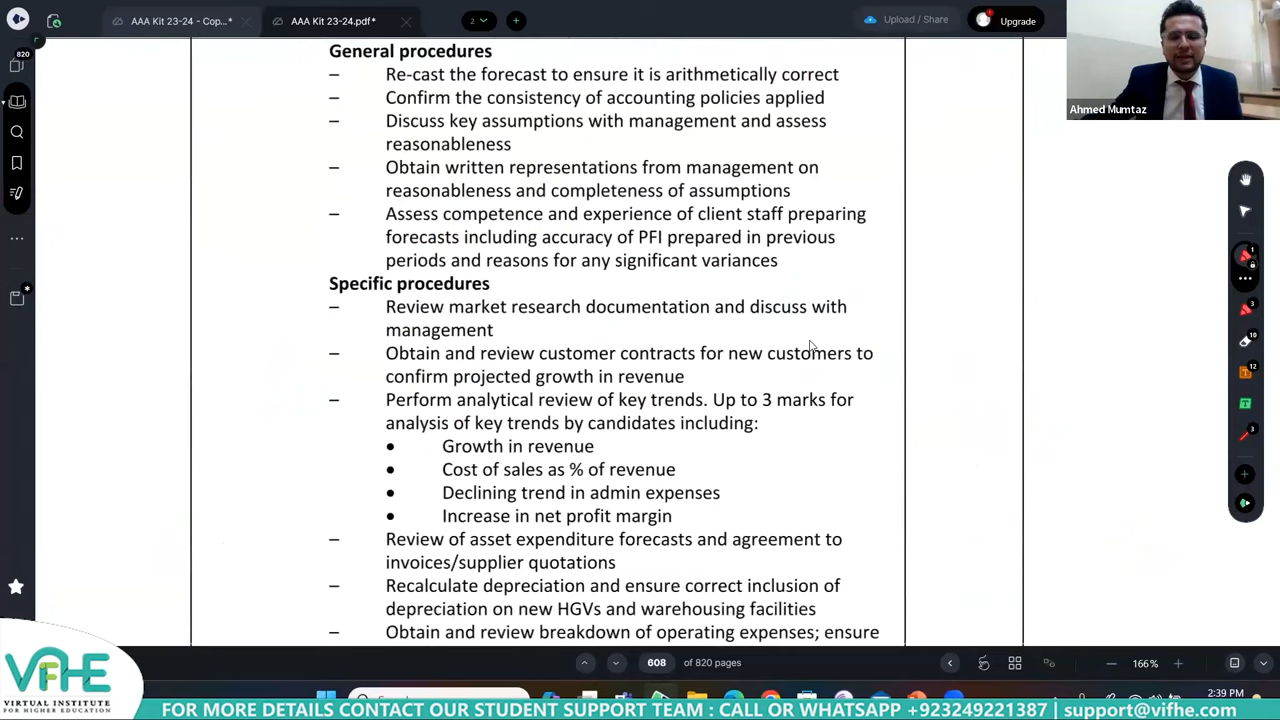 AAA Kit 23-24 - Cop...*
AAA Kit 23-24.pdf*
2
Upload / Share
Upgrade
820
Ahmed Mumtaz
General procedures
– Re-cast the forecast to ensure it is arithmetically correct
– Confirm the consistency of accounting policies applied
– Discuss key assumptions with management and assess
reasonableness
– Obtain written representations from management on
reasonableness and completeness of assumptions
– Assess competence and experience of client staff preparing
forecasts including accuracy of PFI prepared in previous
periods and reasons for any significant variances
Specific procedures
– Review market research documentation and discuss with
management
– Obtain and review customer contracts for new customers to
confirm projected growth in revenue
– Perform analytical review of key trends. Up to 3 marks for
analysis of key trends by candidates including:
• Growth in revenue
• Cost of sales as % of revenue
• Declining trend in admin expenses
• Increase in net profit margin
– Review of asset expenditure forecasts and agreement to
invoices/supplier quotations
– Recalculate depreciation and ensure correct inclusion of
depreciation on new HGVs and warehousing facilities
– Obtain and review breakdown of operating expenses; ensure
1
3
10
12
3
608 of 820 pages
166%
2:39 PM
VIFHE
VIRTUAL INSTITUTE
FOR HIGHER EDUCATION
FOR MORE DETAILS CONTACT OUR STUDENT SUPPORT TEAM : CALL OR WHATSAPP +923249221387 | support@vifhe.com